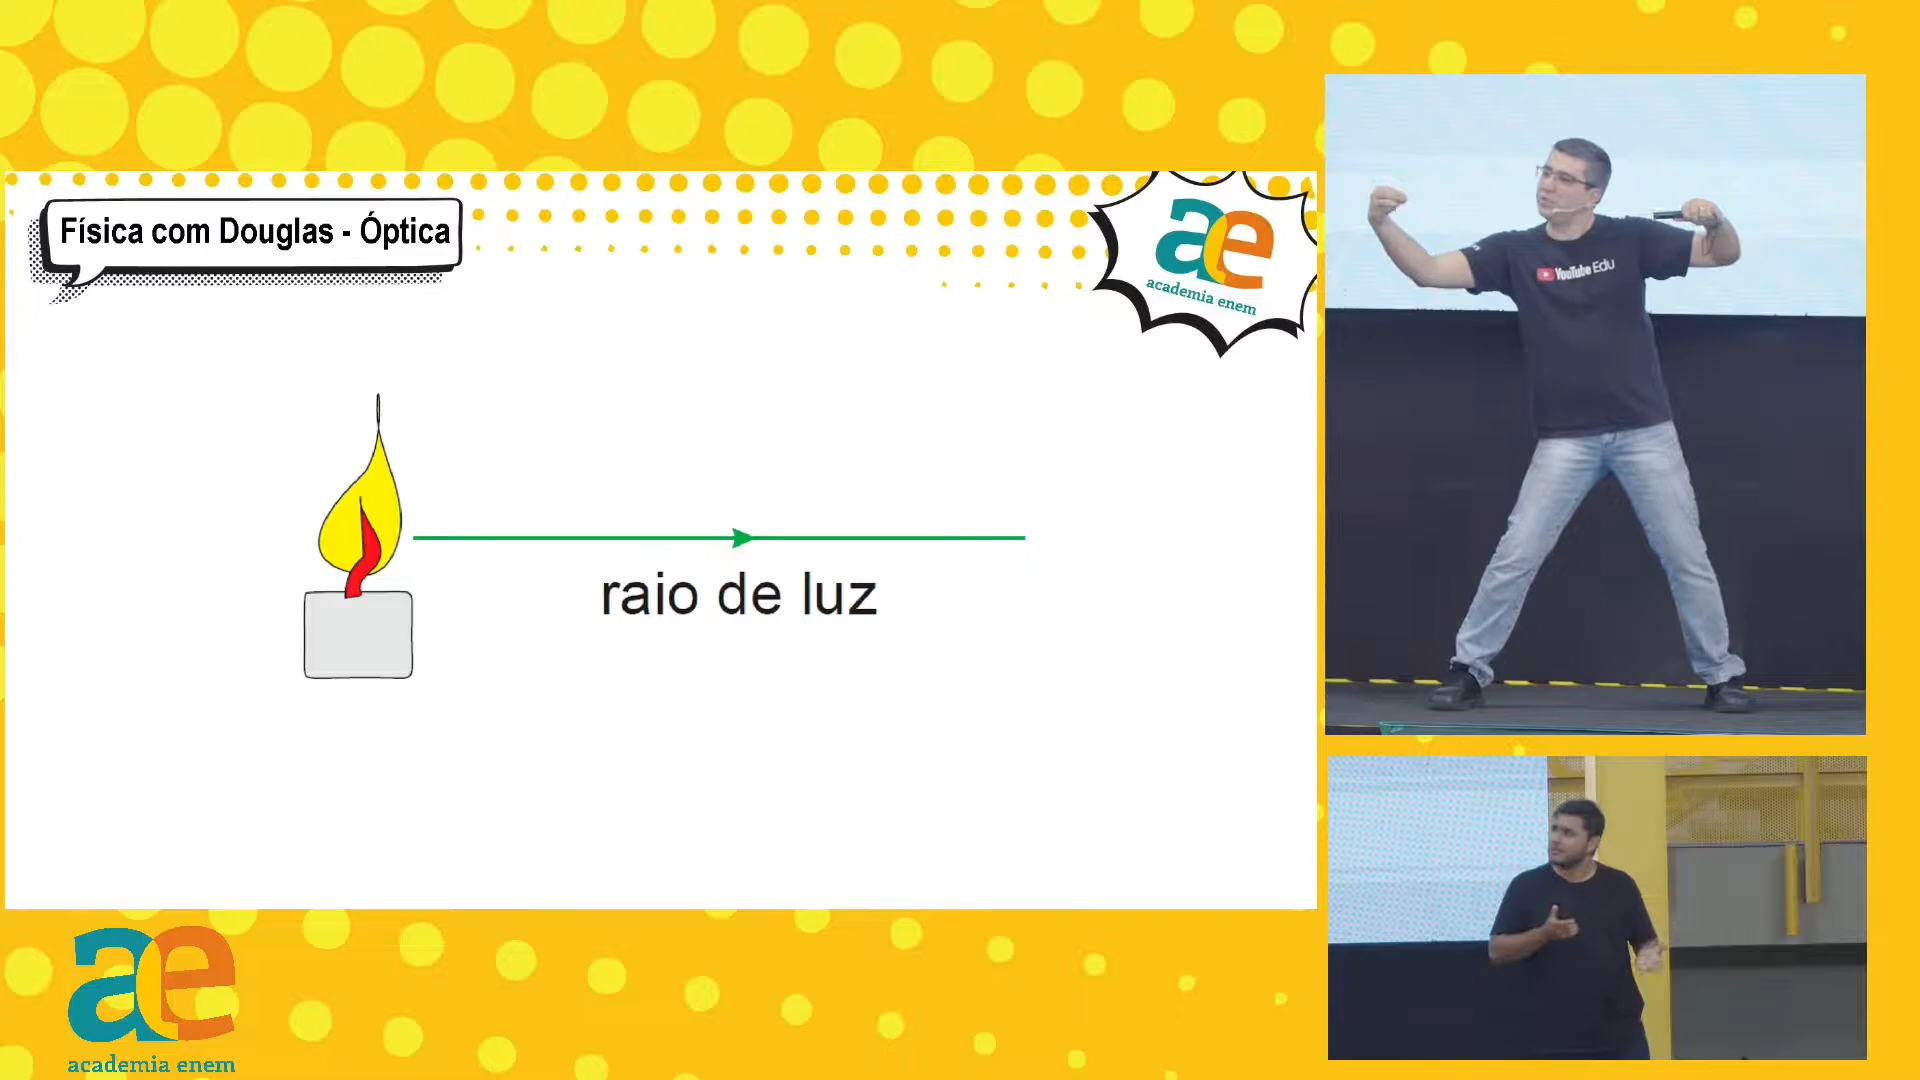 Física com Douglas - Óptica
ae
academia enem
YouTube Edu
raio de luz
ae
academia enem